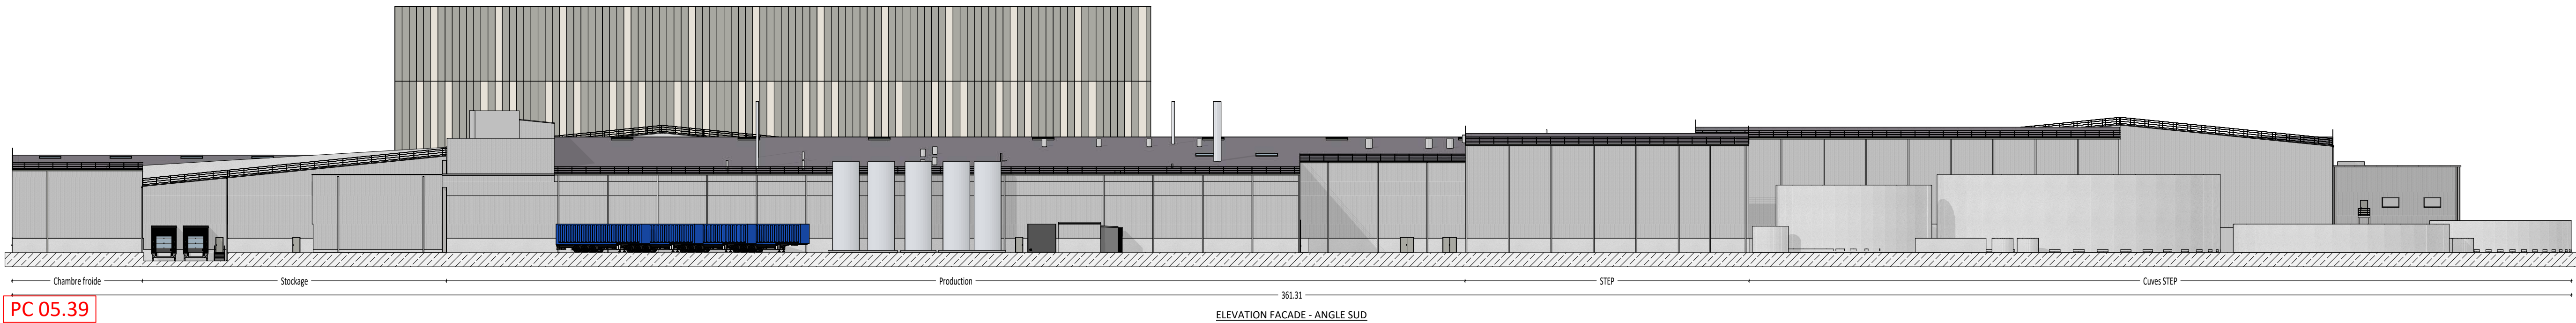 Chambre froide
Stockage
Production
STEP
Cuves STEP
361.31
PC 05.39
ELEVATION FACADE - ANGLE SUD